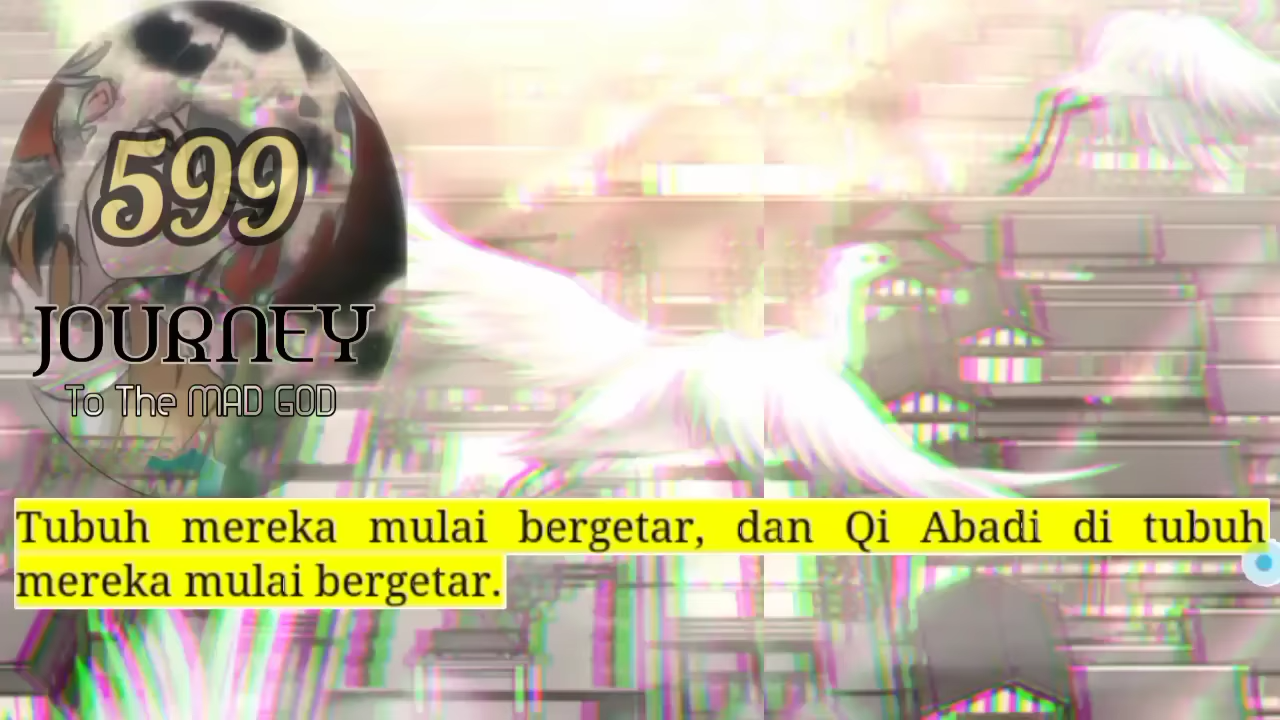 599
JOURNEY
To The MAD GOD
Tubuh mereka mulai bergetar, dan Qi Abadi di tubuh
mereka mulai bergetar.